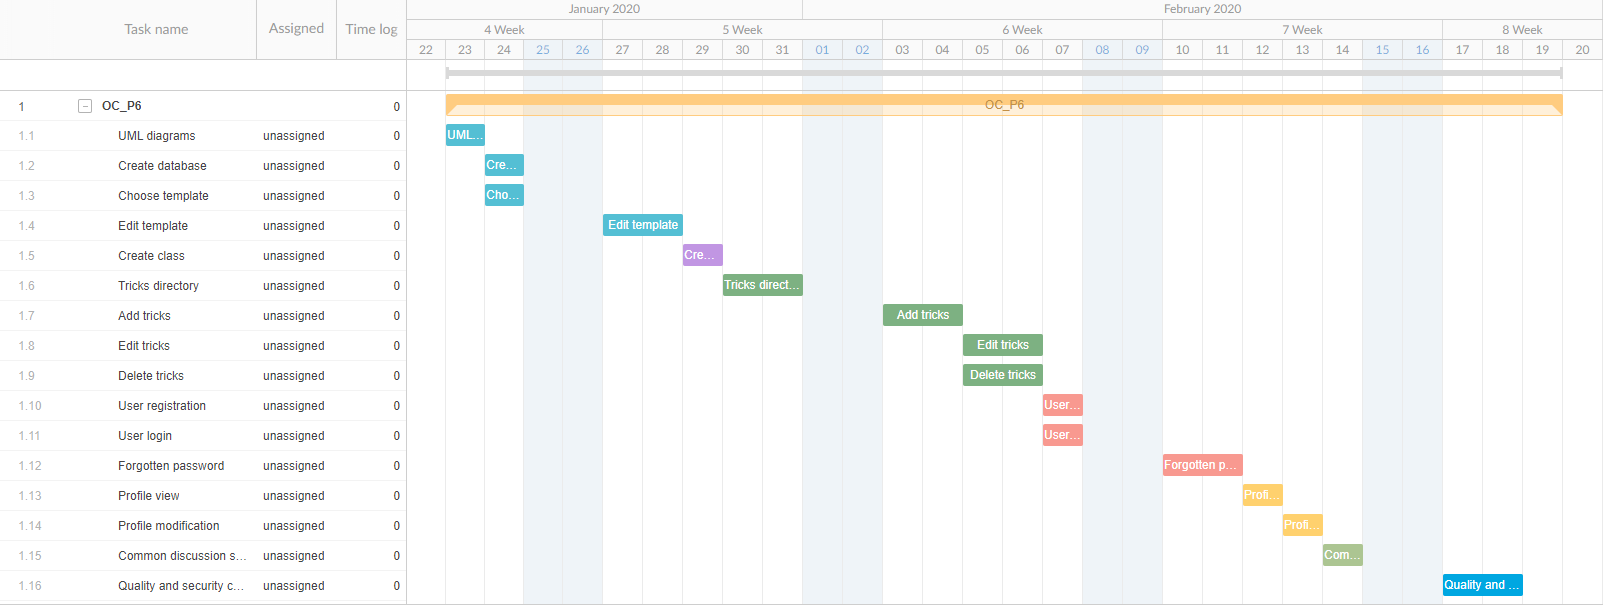 January 2020 February 2020
Task name Assigned Time log 4 Week 5 Week 6 Week 7 Week 8 Week
22 23 24 25 26 27 28 29 30 31 01 02 03 04 05 06 07 08 09 10 11 12 13 14 15 16 17 18 19 20
1 OC_P6 0 OC_P6
1.1 UML diagrams unassigned 0 UML...
1.2 Create database unassigned 0 Cre...
1.3 Choose template unassigned 0 Cho...
1.4 Edit template unassigned 0 Edit template
1.5 Create class unassigned 0 Cre...
1.6 Tricks directory unassigned 0 Tricks direct...
1.7 Add tricks unassigned 0 Add tricks
1.8 Edit tricks unassigned 0 Edit tricks
1.9 Delete tricks unassigned 0 Delete tricks
1.10 User registration unassigned 0 User...
1.11 User login unassigned 0 User...
1.12 Forgotten password unassigned 0 Forgotten p...
1.13 Profile view unassigned 0 Profi...
1.14 Profile modification unassigned 0 Profi...
1.15 Common discussion s... unassigned 0 Com...
1.16 Quality and security c... unassigned 0 Quality and ...